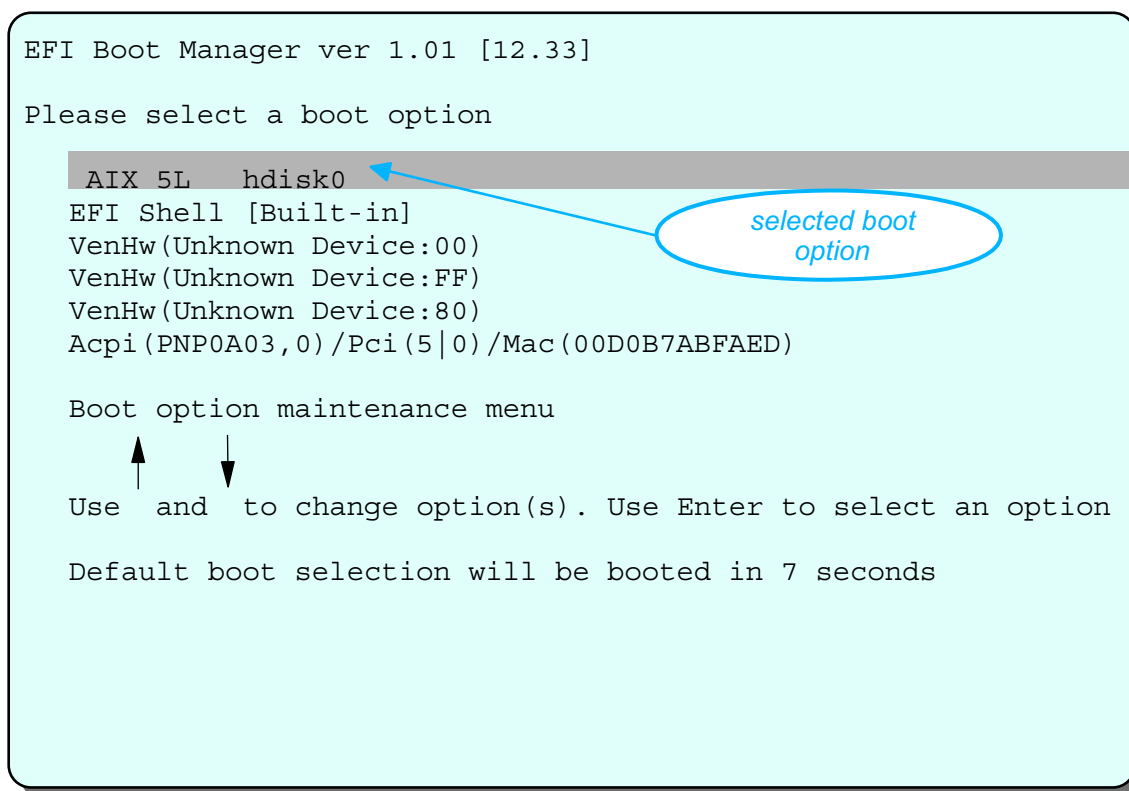 EFI Boot Manager ver 1.01 [12.33]
Please select a boot option
AIX 5L hdisk0
EFI Shell [Built-in]
VenHw(Unknown Device:00)
VenHw(Unknown Device:FF)
VenHw(Unknown Device:80)
Acpi(PNP0A03,0)/Pci(5|0)/Mac(00D0B7ABFAED)
selected boot
option
Boot option maintenance menu
Use and to change option(s). Use Enter to select an option
Default boot selection will be booted in 7 seconds